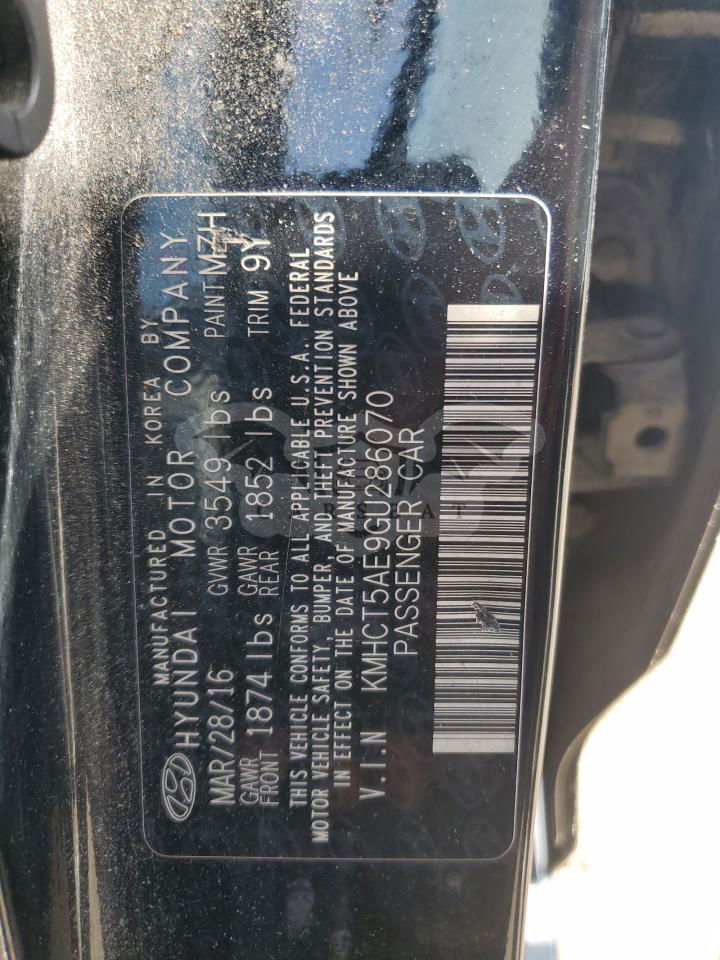 MANUFACTURED IN KOREA BY
HYUNDAI MOTOR COMPANY
MAR/28/16 GVWR 3549 lbs PAINT MZH
GAWR FRONT 1874 lbs GAWR REAR 1852 lbs TRIM 9Y
THIS VEHICLE CONFORMS TO ALL APPLICABLE U.S.A. FEDERAL
MOTOR VEHICLE SAFETY, BUMPER, AND THEFT PREVENTION STANDARDS
IN EFFECT ON THE DATE OF MANUFACTURE SHOWN ABOVE
V.I.N KMHCT5AE9GU286070
PASSENGER CAR